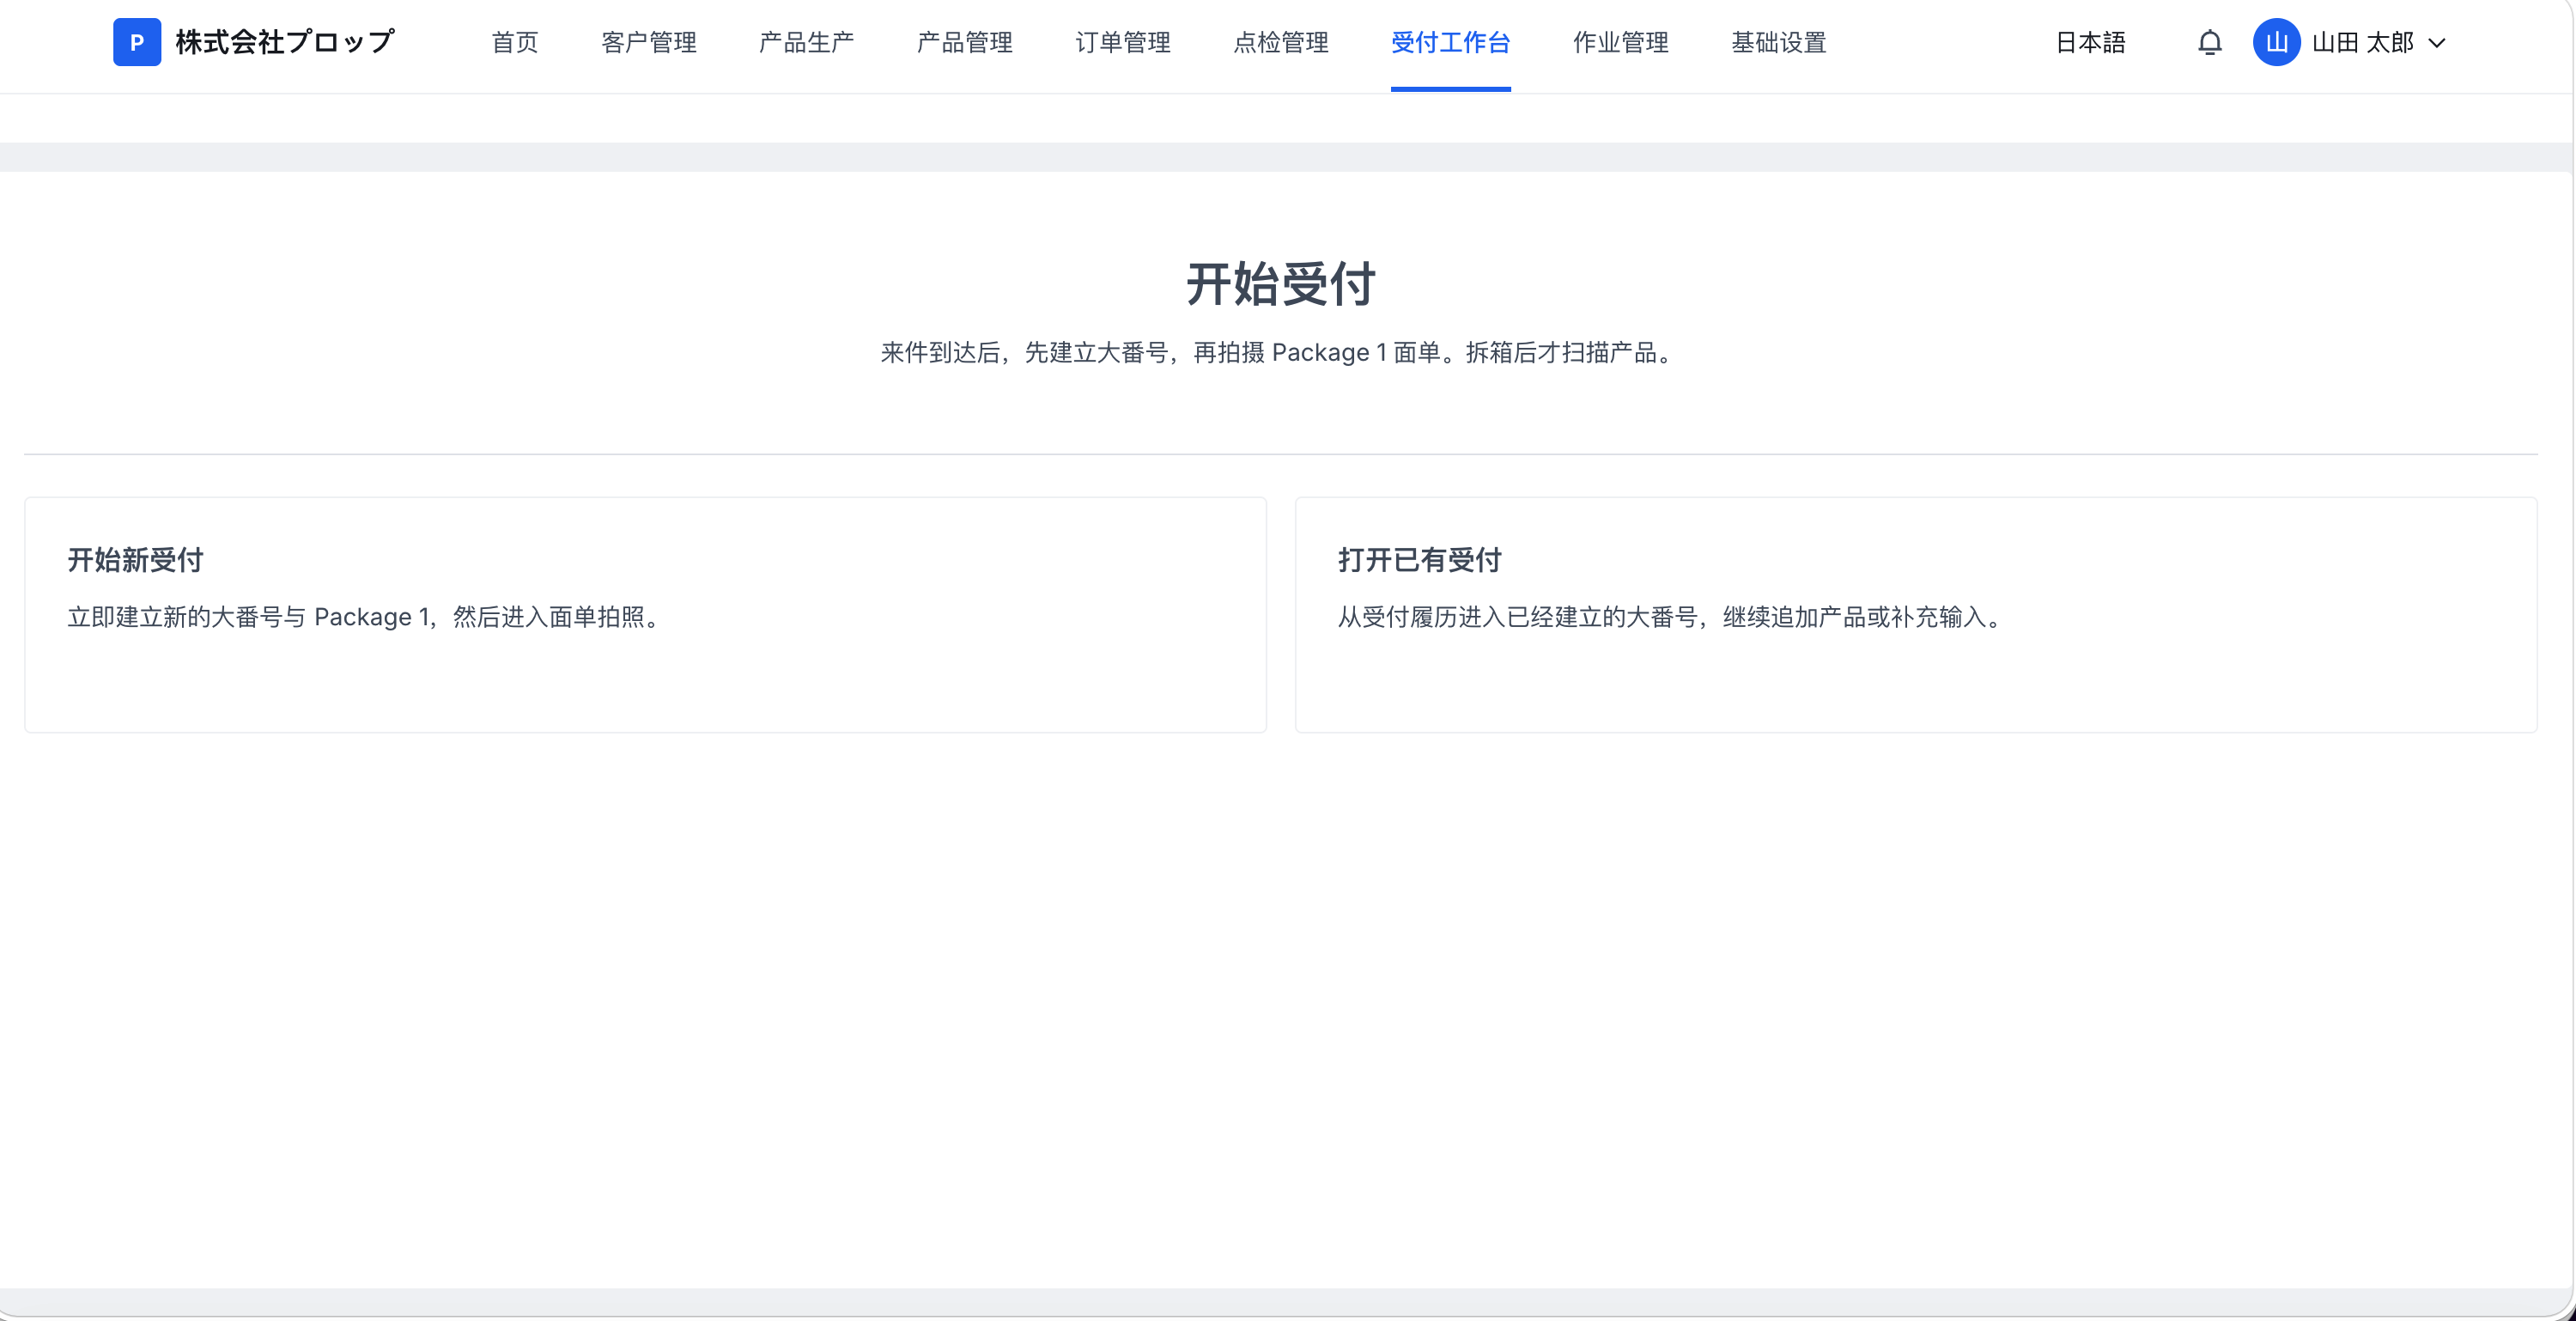 P 株式会社プロップ 首页 客户管理 产品生产 产品管理 订单管理 点检管理 受付工作台 作业管理 基础设置 日本語 山 山田 太郎
开始受付
来件到达后，先建立大番号，再拍摄 Package 1 面单。拆箱后才扫描产品。
开始新受付
立即建立新的大番号与 Package 1，然后进入面单拍照。
打开已有受付
从受付履历进入已经建立的大番号，继续追加产品或补充输入。